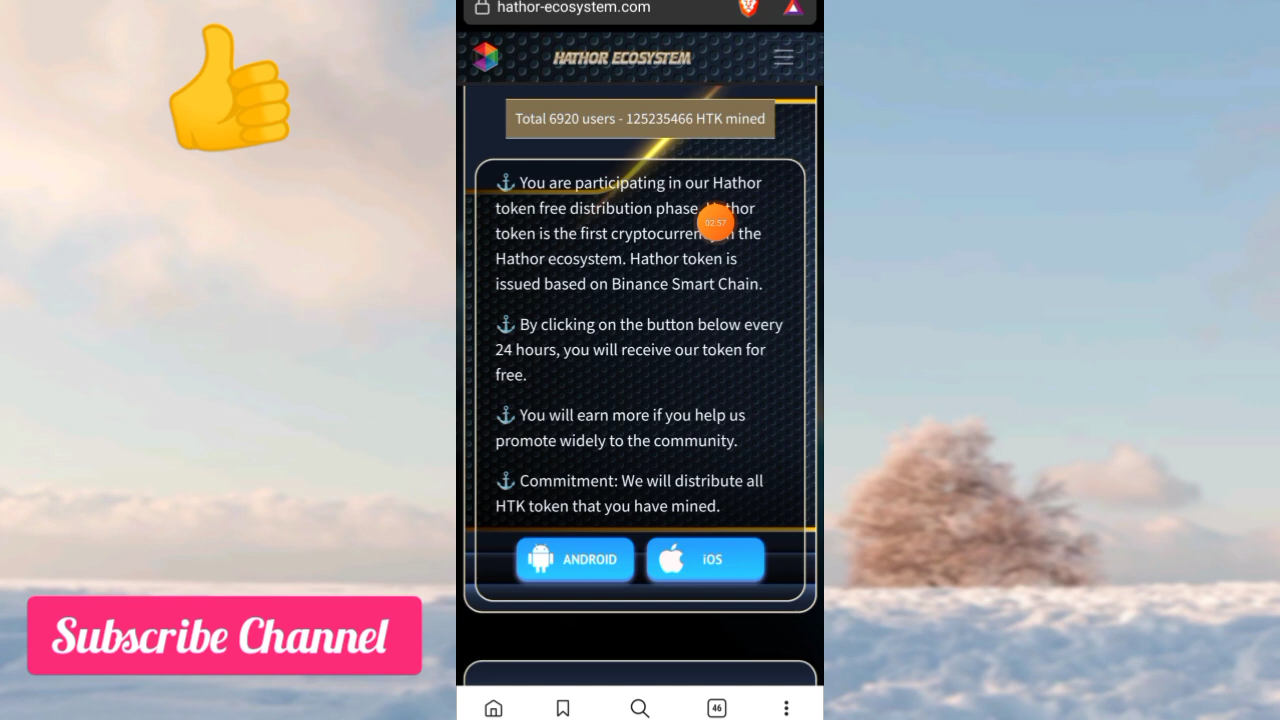 hathor-ecosystem.com
HATHOR ECOSYSTEM
Total 6920 users - 125235466 HTK mined
⚓ You are participating in our Hathor
token free distribution phase.
02:57
token is the first cryptocurrency the
Hathor ecosystem. Hathor token is
issued based on Binance Smart Chain.
⚓ By clicking on the button below every
24 hours, you will receive our token for
free.
⚓ You will earn more if you help us
promote widely to the community.
⚓ Commitment: We will distribute all
HTK token that you have mined.
ANDROID
iOS
Subscribe Channel
46